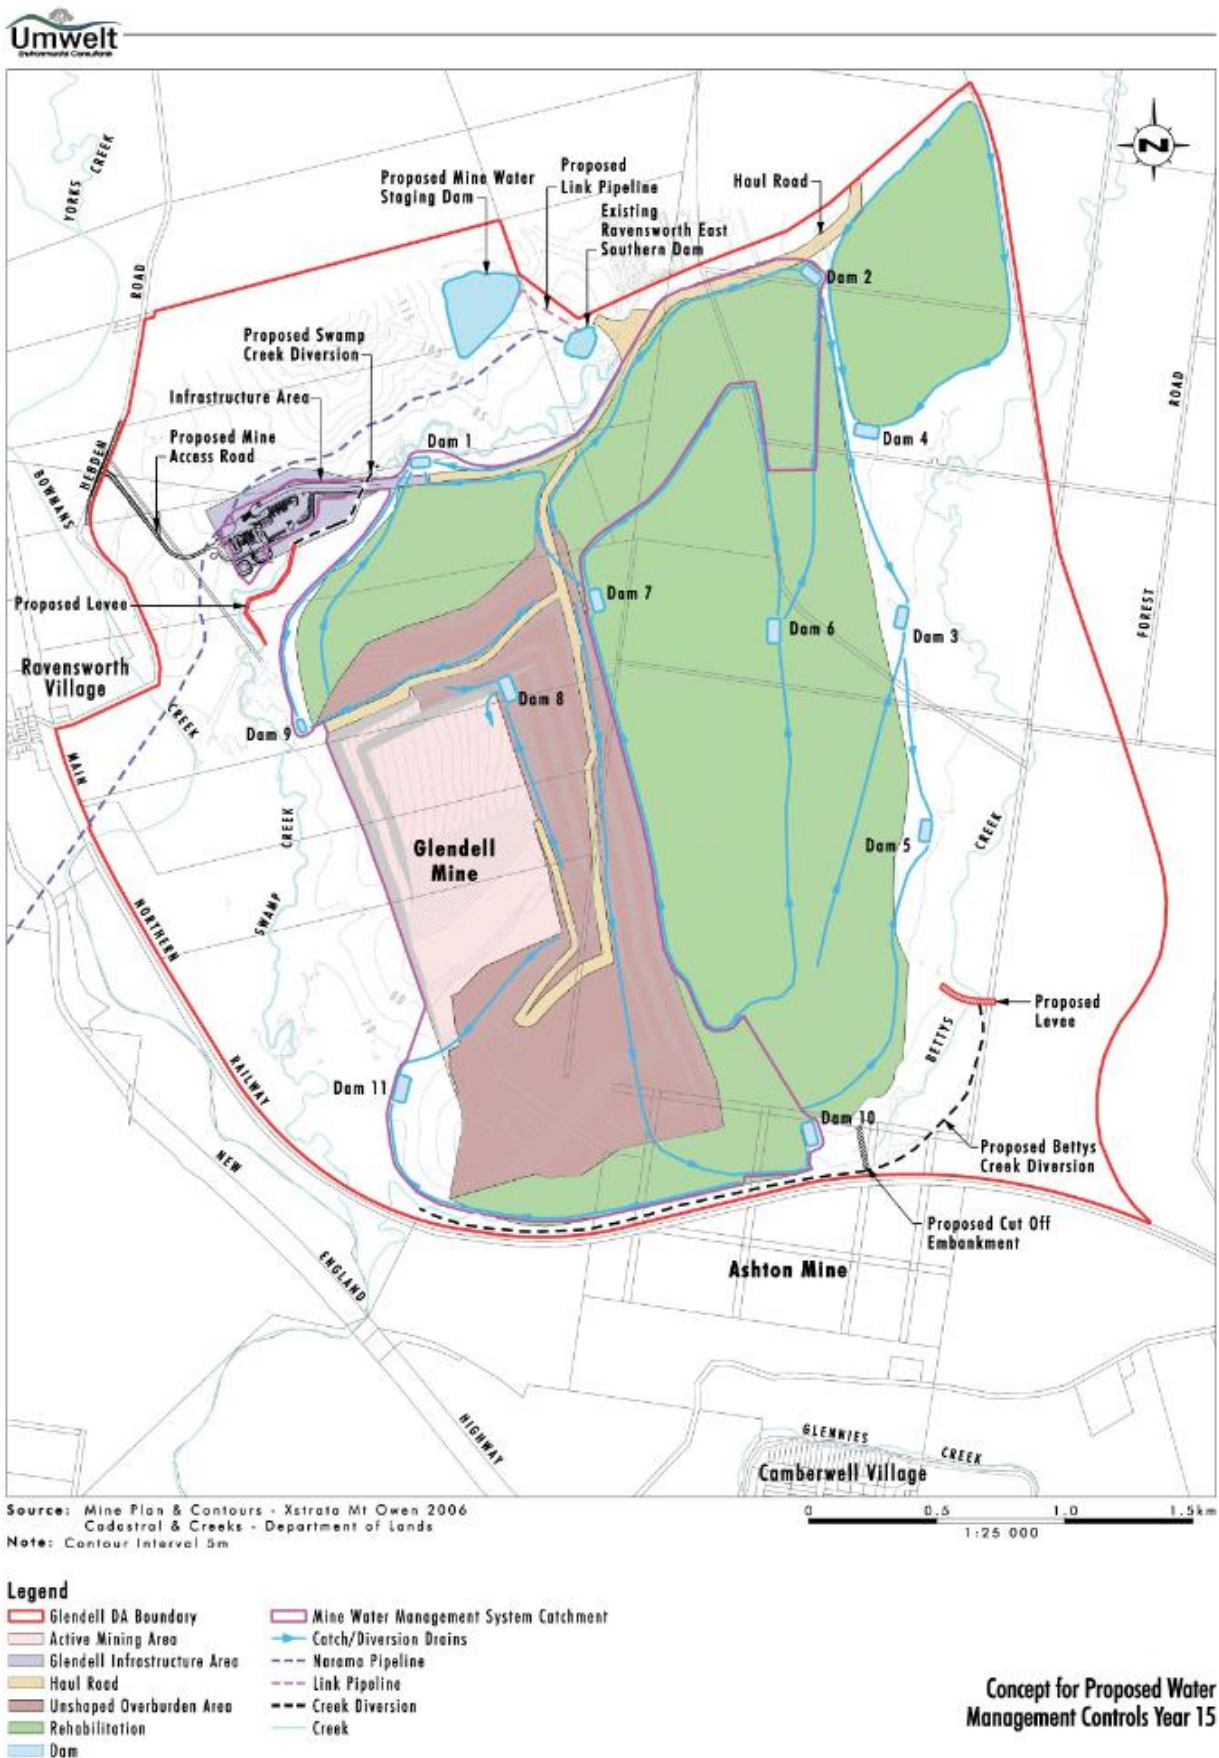 Umwelt
Environmental Consultants
YORKS
CREEK
ROAD
Proposed Mine Water
Staging Dam
Proposed
Link Pipeline
Existing
Ravensworth East
Southern Dam
Haul Road
N
Dam 2
115
105
95
85
Proposed Swamp
Creek Diversion
Infrastructure Area
Proposed Mine
Access Road
Dam 1
Dam 4
ROAD
HEBDEN
BOWMANS
CREEK
Proposed Levee
Dam 7
Dam 6
Dam 3
FOREST
Ravensworth
Village
Dam 8
Dam 9
MAIN
CREEK
SWAMP
Glendell
Mine
Dam 5
CREEK
NORTHERN
Proposed
Levee
BETTYS
RAILWAY
Dam 11
Dam 10
Proposed Bettys
Creek Diversion
NEW
Proposed Cut Off
Embankment
ENGLAND
Ashton Mine
HIGHWAY
GLENNIES
CREEK
Camberwell Village
Source: Mine Plan & Contours - Xstrata Mt Owen 2006
Cadastral & Creeks - Department of Lands
Note: Contour Interval 5m
0 0.5 1.0 1.5km
1:25 000
Legend
Glendell DA Boundary
Active Mining Area
Glendell Infrastructure Area
Haul Road
Unshaped Overburden Area
Rehabilitation
Dam
Mine Water Management System Catchment
Catch/Diversion Drains
Narama Pipeline
Link Pipeline
Creek Diversion
Creek
Concept for Proposed Water
Management Controls Year 15